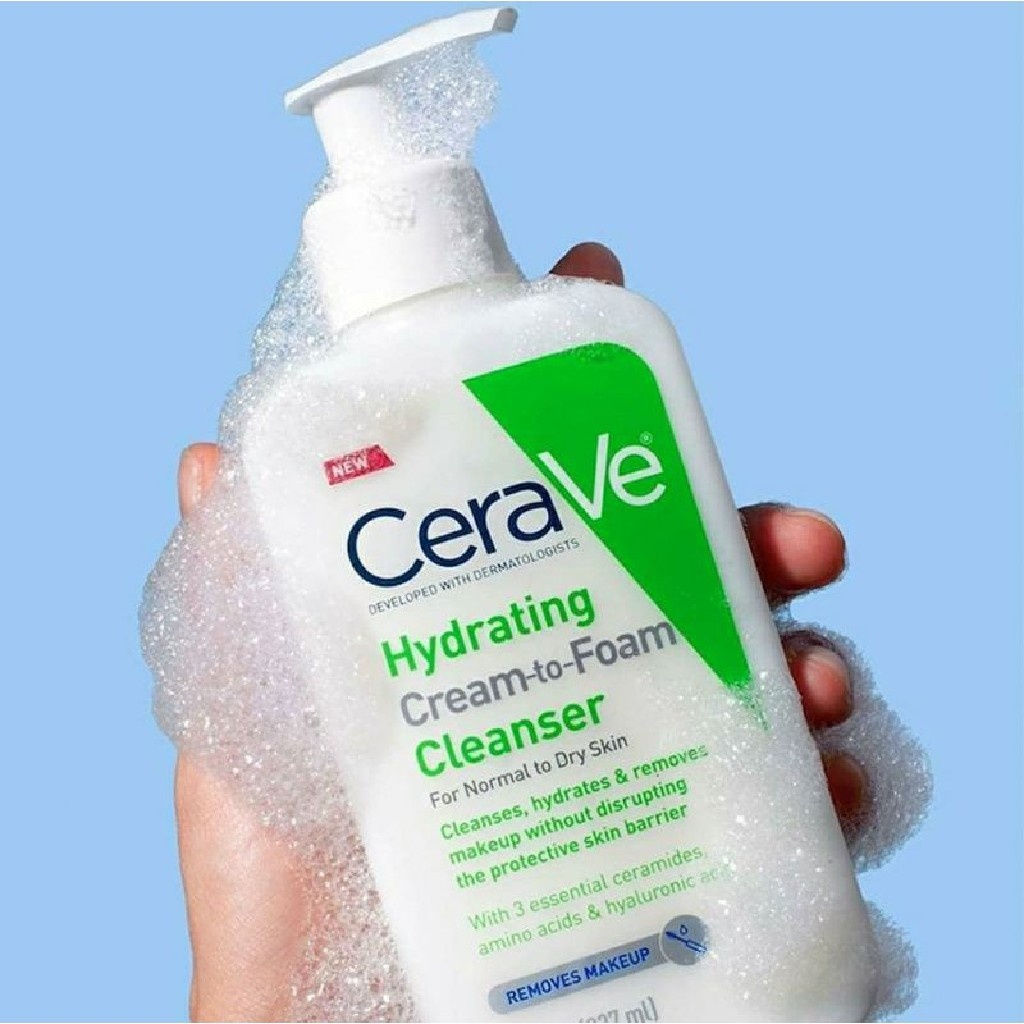 NEW
CeraVe®
DEVELOPED WITH DERMATOLOGISTS
Hydrating
Cream-to-Foam
Cleanser
For Normal to Dry Skin
Cleanses, hydrates & removes
makeup without disrupting
the protective skin barrier
With 3 essential ceramides,
amino acids & hyaluronic acid
REMOVES MAKEUP